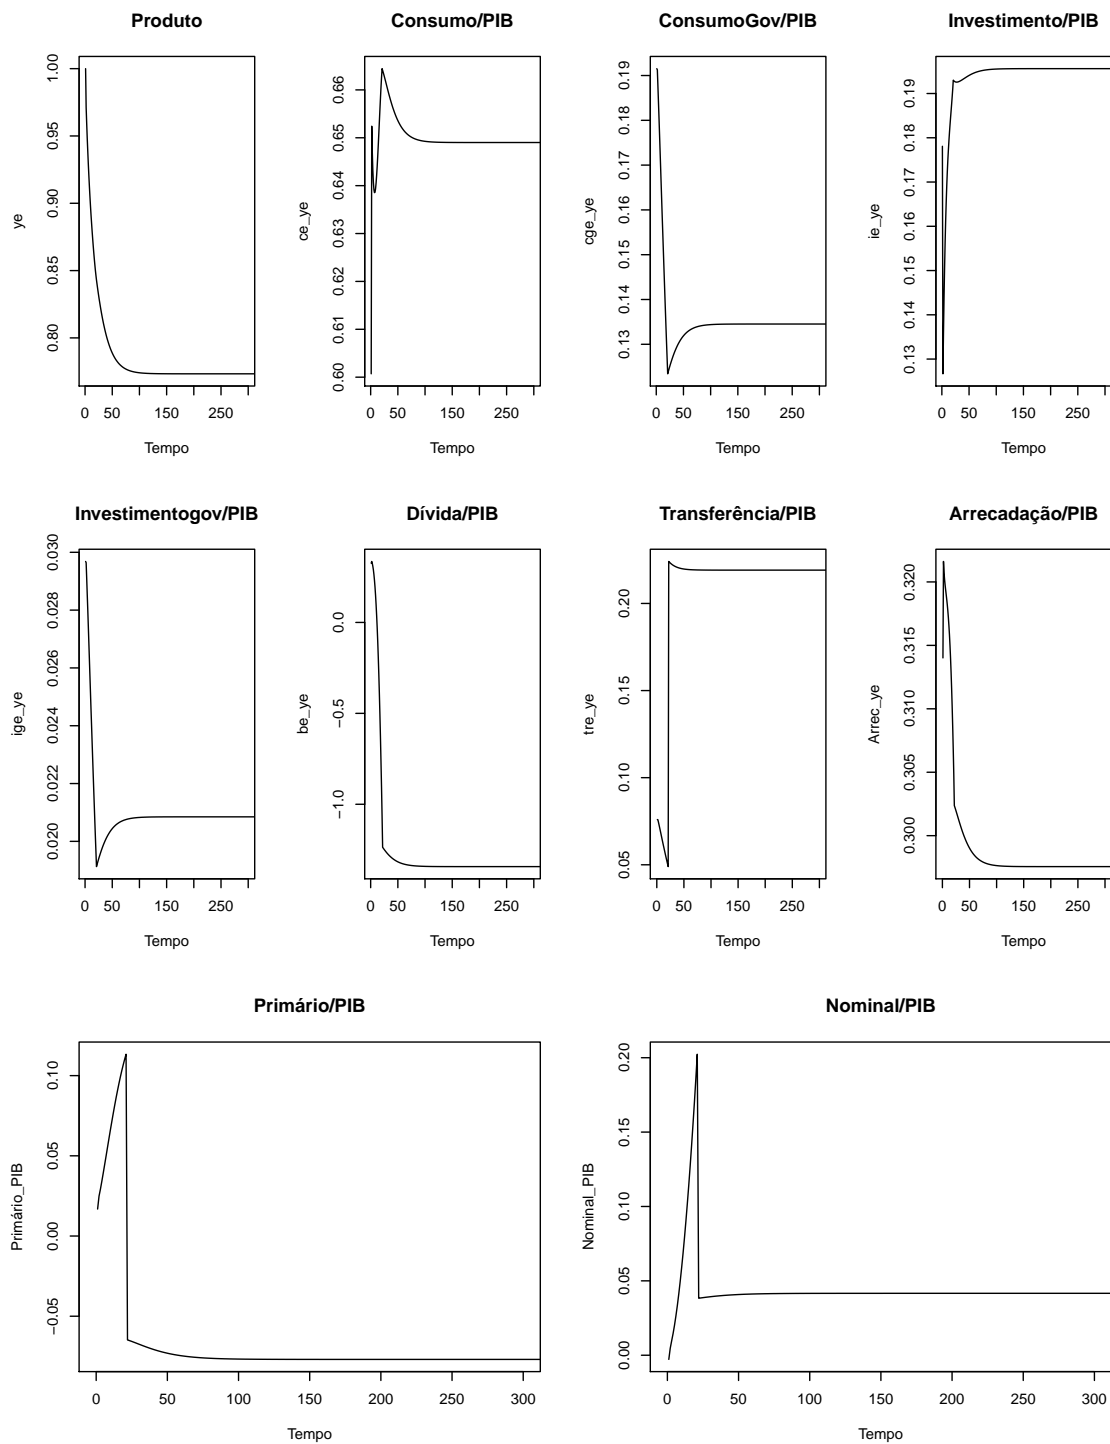 Produto
Consumo/PIB
ConsumoGov/PIB
Investimento/PIB
ye
0.80 0.85 0.90 0.95 1.00
0 50 150 250
Tempo
ce_ye
0.60 0.61 0.62 0.63 0.64 0.65 0.66
0 50 150 250
Tempo
cge_ye
0.13 0.14 0.15 0.16 0.17 0.18 0.19
0 50 150 250
Tempo
ie_ye
0.13 0.14 0.15 0.16 0.17 0.18 0.19
0 50 150 250
Tempo
Investimentogov/PIB
Dívida/PIB
Transferência/PIB
Arrecadação/PIB
ige_ye
0.020 0.022 0.024 0.026 0.028 0.030
0 50 150 250
Tempo
be_ye
−1.0 −0.5 0.0
0 50 150 250
Tempo
tre_ye
0.05 0.10 0.15 0.20
0 50 150 250
Tempo
Arrec_ye
0.300 0.305 0.310 0.315 0.320
0 50 150 250
Tempo
Primário/PIB
Nominal/PIB
Primário_PIB
−0.05 0.00 0.05 0.10
0 50 100 150 200 250 300
Tempo
Nominal_PIB
0.00 0.05 0.10 0.15 0.20
0 50 100 150 200 250 300
Tempo